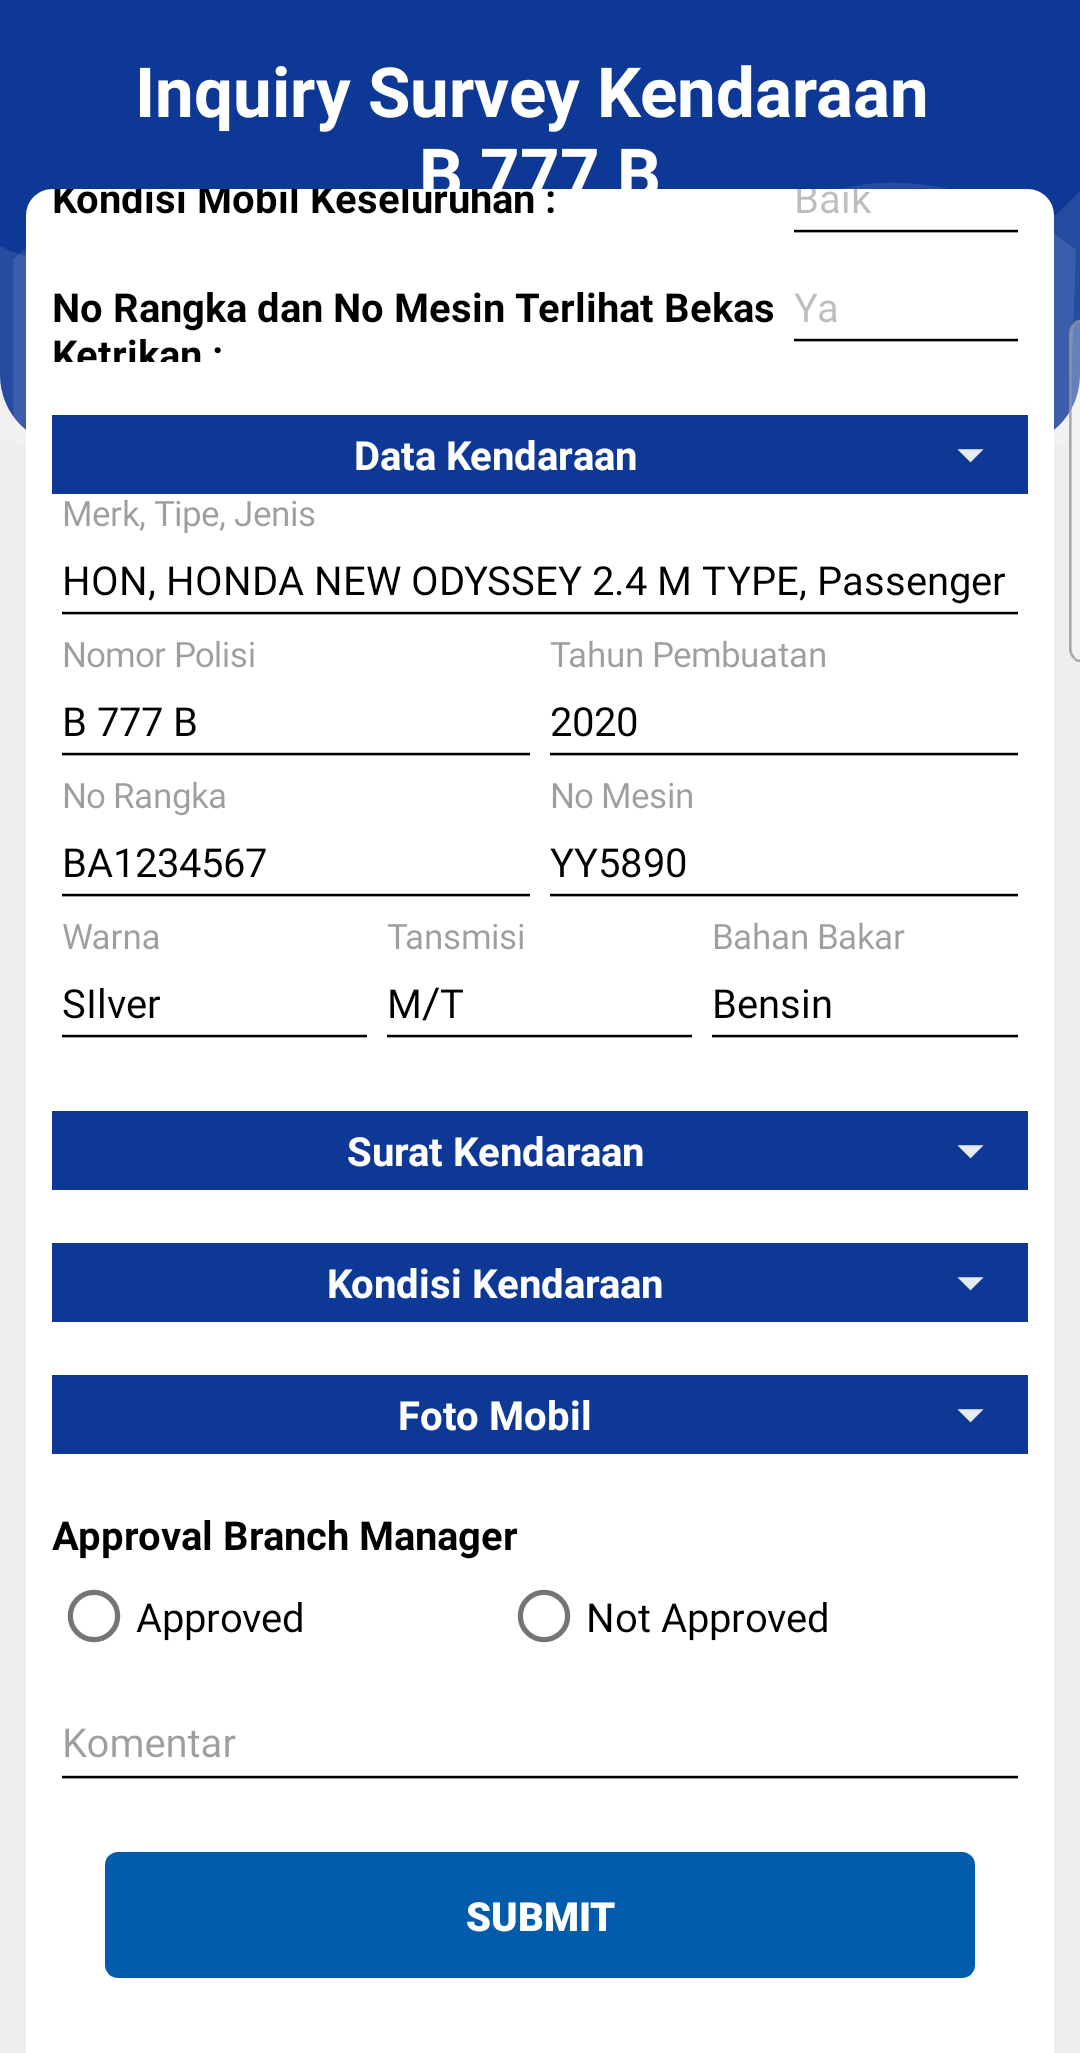 Inquiry Survey Kendaraan
B 777 B
Kondisi Mobil Keseluruhan : Baik
No Rangka dan No Mesin Terlihat Bekas Ya
Ketrikan :
Data Kendaraan
Merk, Tipe, Jenis
HON, HONDA NEW ODYSSEY 2.4 M TYPE, Passenger
Nomor Polisi Tahun Pembuatan
B 777 B 2020
No Rangka No Mesin
BA1234567 YY5890
Warna Tansmisi Bahan Bakar
SIlver M/T Bensin
Surat Kendaraan
Kondisi Kendaraan
Foto Mobil
Approval Branch Manager
Approved Not Approved
Komentar
SUBMIT